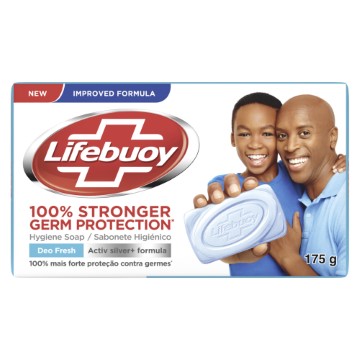 NEW
IMPROVED FORMULA
Lifebuoy
100% STRONGER
GERM PROTECTION*
Hygiene Soap / Sabonete Higiénico
Deo Fresh
Activ silver+ formula
100% mais forte proteção contra germes*
Lifebuoy
175 g